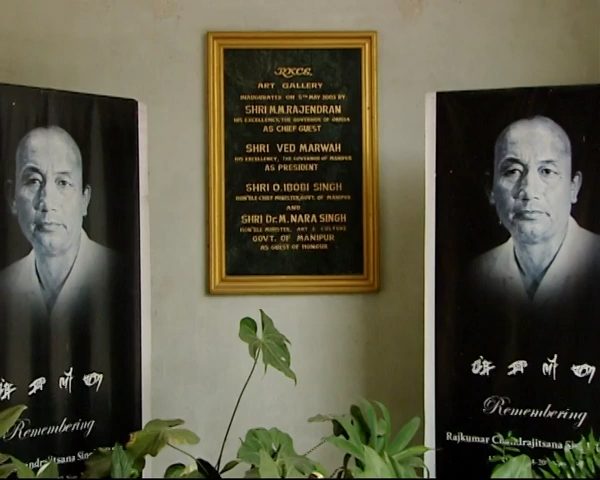 RKCS
ART GALLERY
INAUGURATED ON 5TH MAY 2003 BY
SHRI M.M.RAJENDRAN
HIS EXCELLENCY, THE GOVERNOR OF ORISSA
AS CHIEF GUEST
SHRI VED MARWAH
HIS EXCELLENCY, THE GOVERNOR OF MANIPUR
AS PRESIDENT
SHRI O.IBOBI SINGH
HON'BLE CHIEF MINISTER, GOVT. OF MANIPUR
AND
SHRI Dr. M. NARA SINGH
HON'BLE MINISTER, ART & CULTURE
GOVT. OF MANIPUR
AS GUEST OF HONOUR
Remembering
Remembering
Rajkumar Chandrajitsana